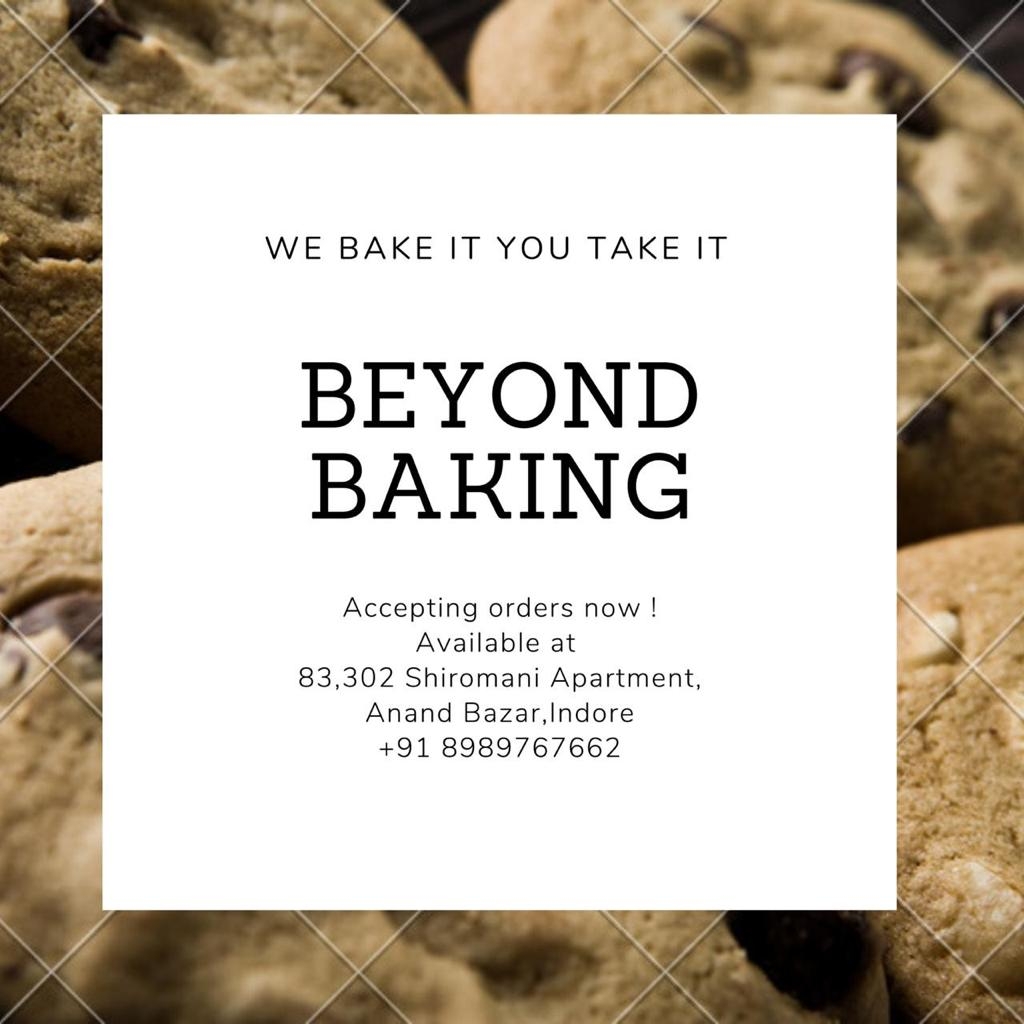 WE BAKE IT YOU TAKE IT
BEYOND
BAKING
Accepting orders now !
Available at
83,302 Shiromani Apartment,
Anand Bazar,Indore
+91 8989767662